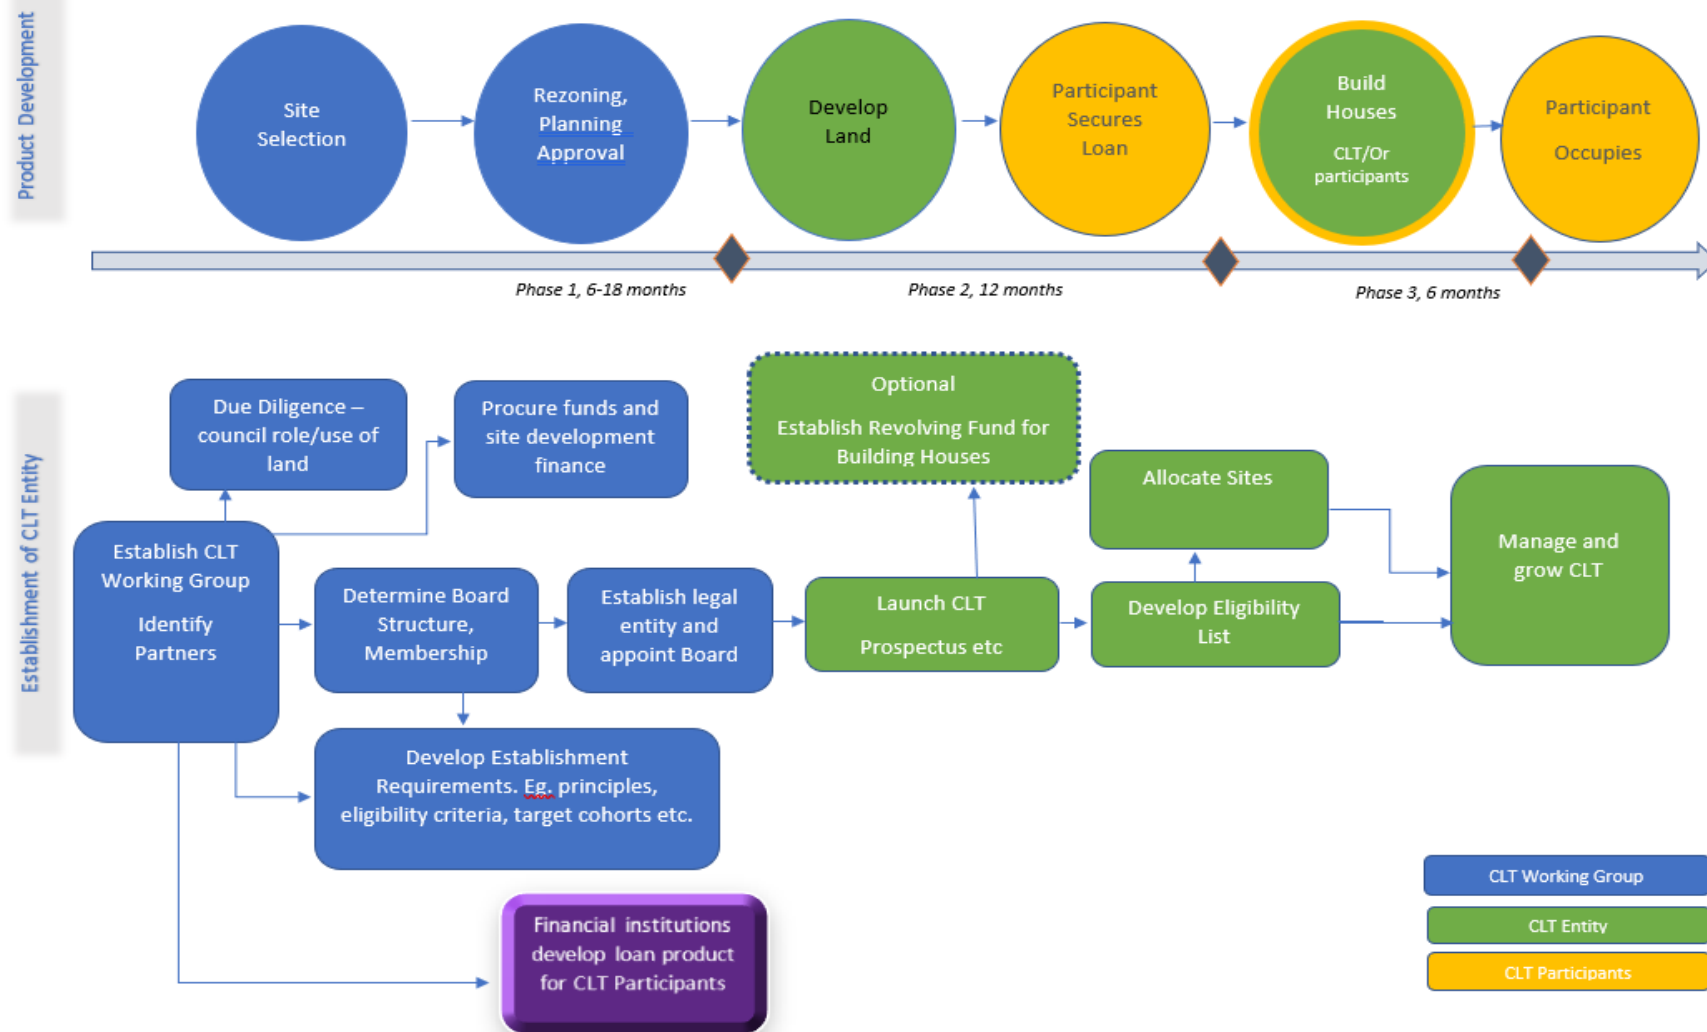 Product Development
Site
Selection
Rezoning,
Planning
Approval
Develop
Land
Participant
Secures
Loan
Build
Houses
CLT/Or
participants
Participant
Occupies
Phase 1, 6-18 months
Phase 2, 12 months
Phase 3, 6 months
Establishment of CLT Entity
Due Diligence –
council role/use of
land
Procure funds and
site development
finance
Optional
Establish Revolving Fund for
Building Houses
Allocate Sites
Manage and
grow CLT
Establish CLT
Working Group
Identify
Partners
Determine Board
Structure,
Membership
Establish legal
entity and
appoint Board
Launch CLT
Prospectus etc
Develop Eligibility
List
Develop Establishment
Requirements. Eg. principles,
eligibility criteria, target cohorts etc.
Financial institutions
develop loan product
for CLT Participants
CLT Working Group
CLT Entity
CLT Participants